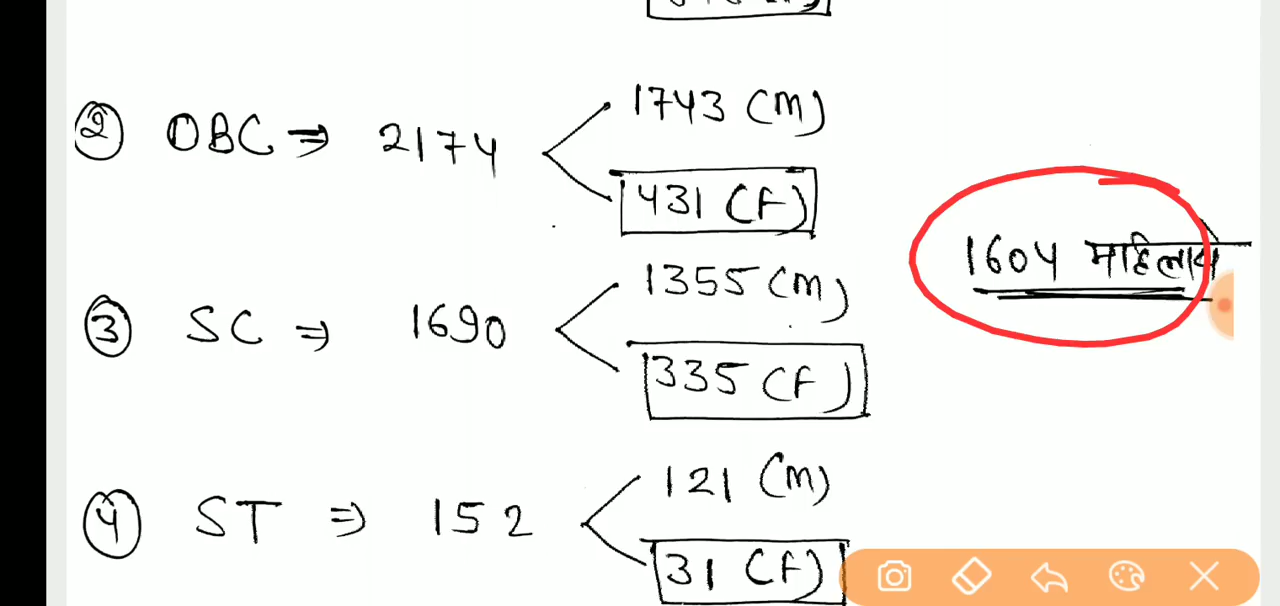 1743 (M)
② OBC ⇒ 2174
431 (F)
1604 महिलाय
1355 (M)
③ SC ⇒ 1690
335 (F)
121 (M)
④ ST ⇒ 152
31 (F)